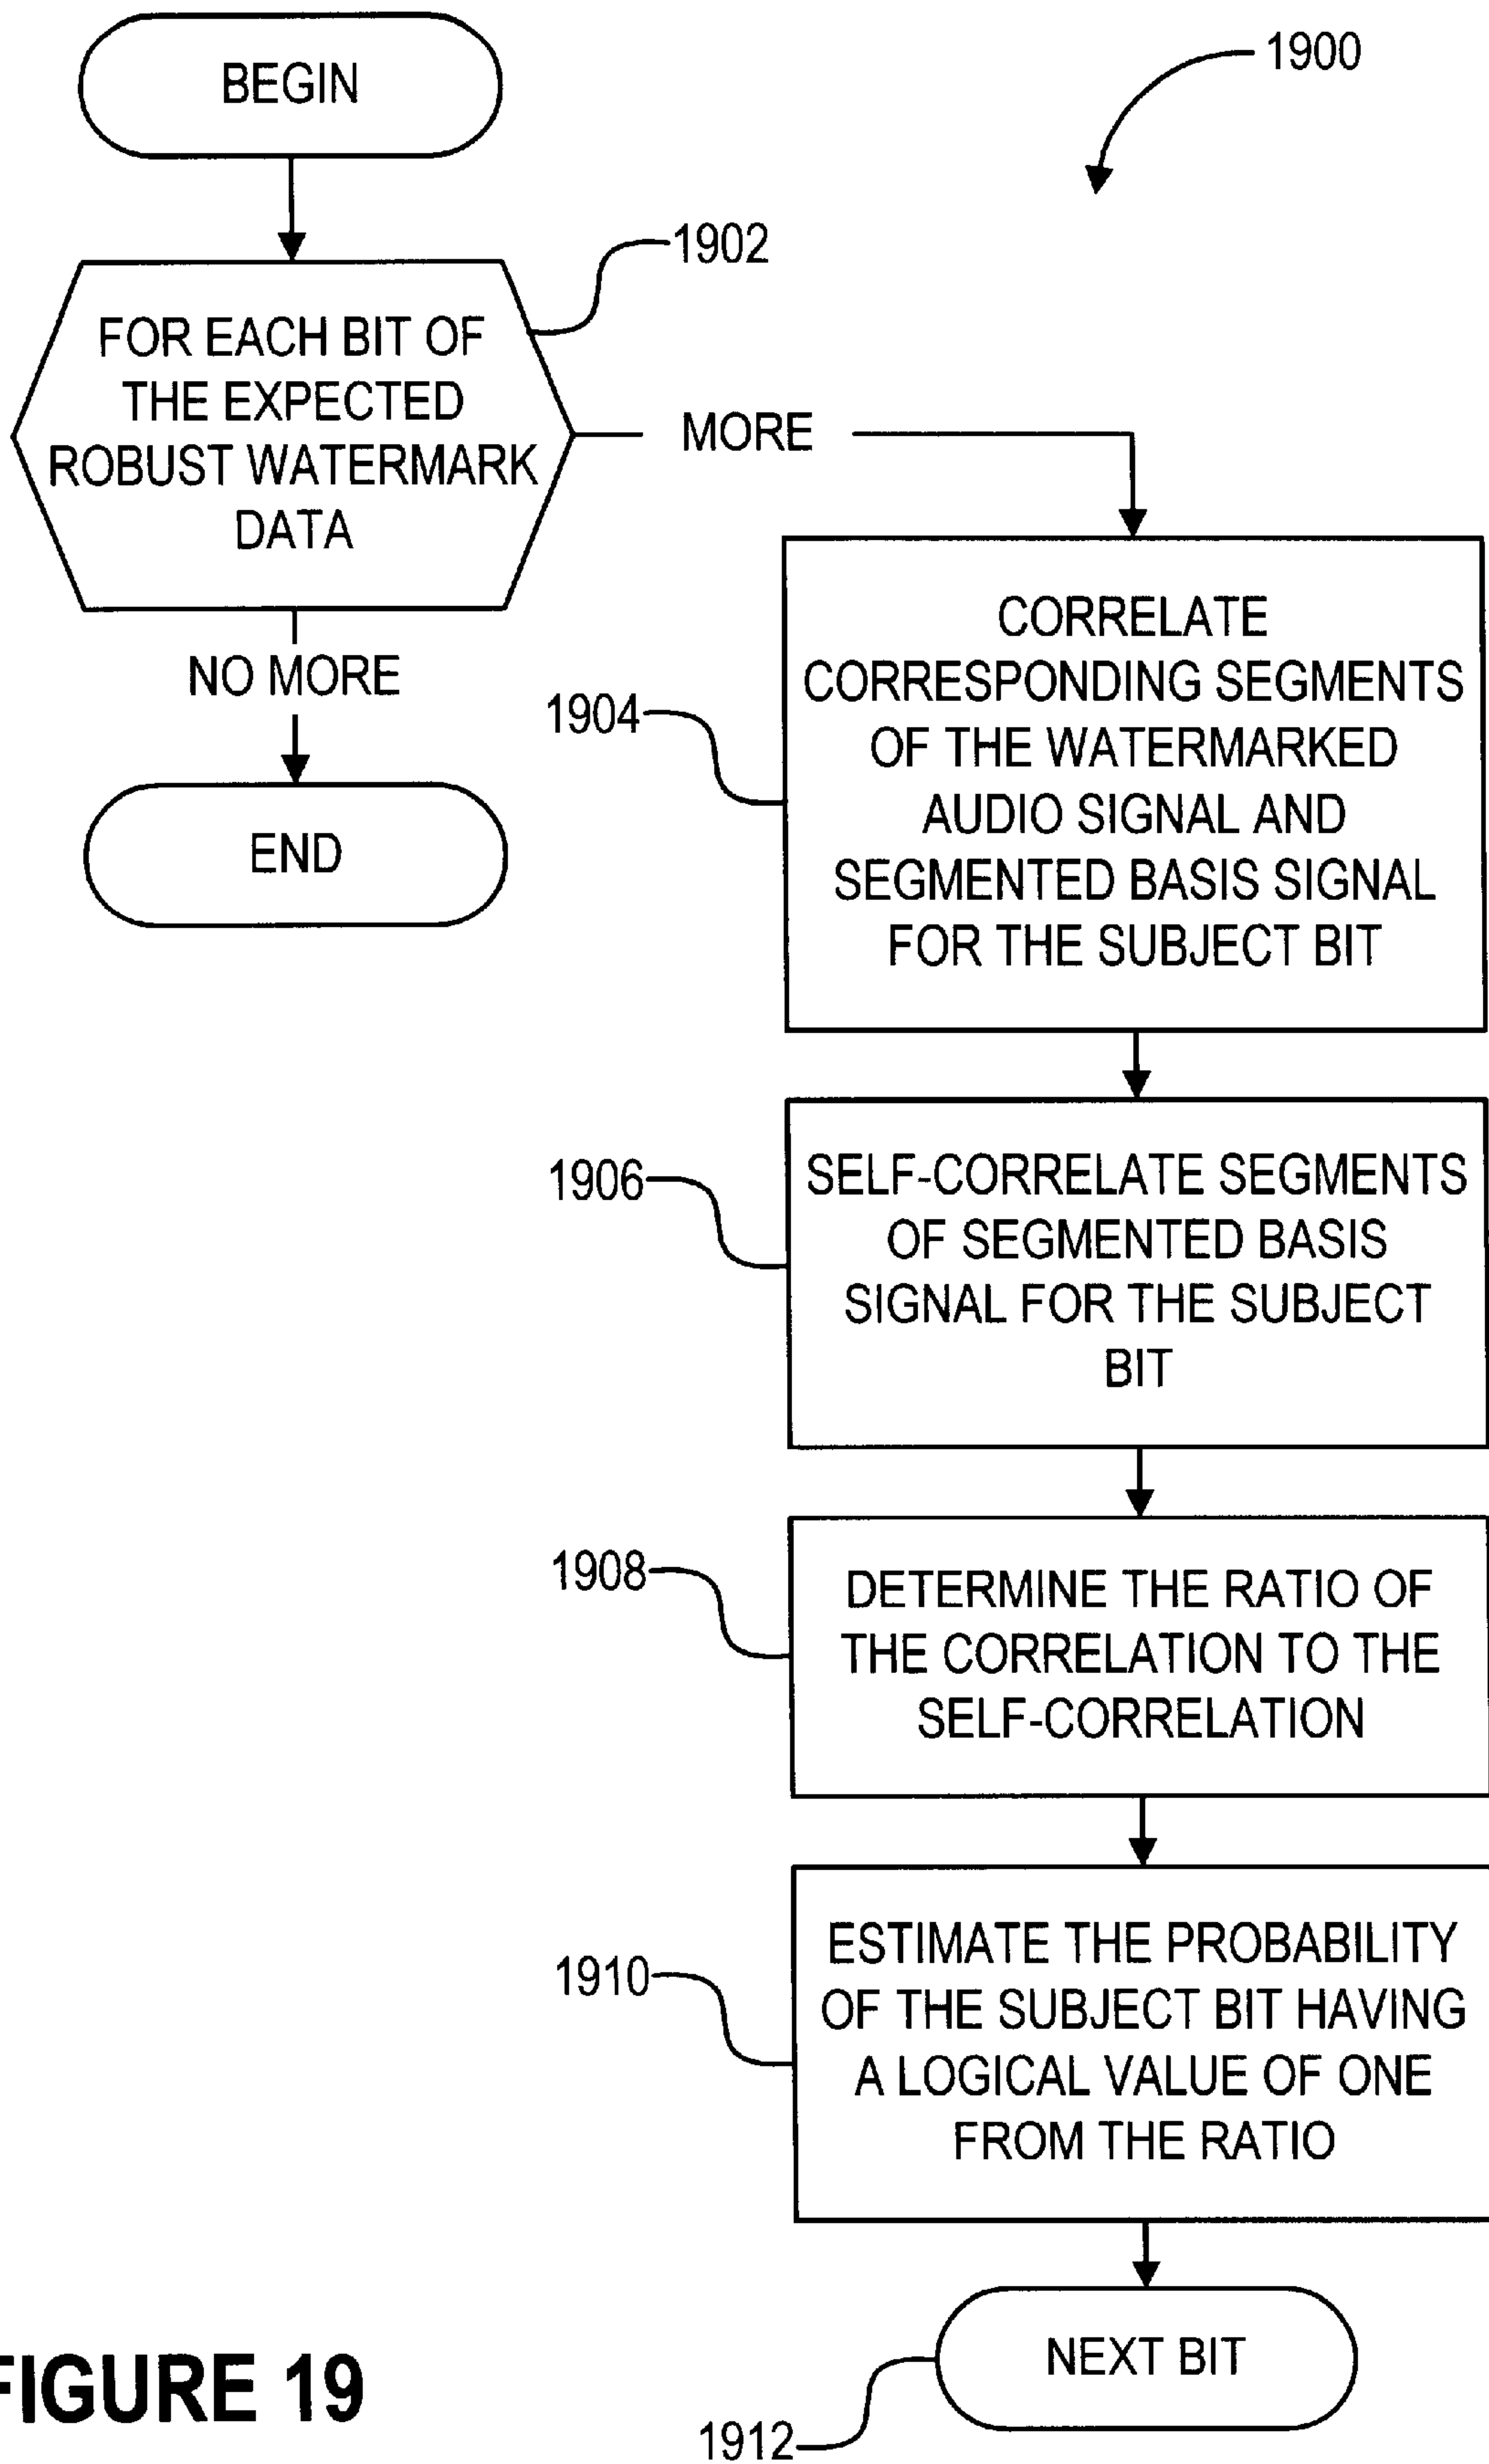 BEGIN
1900
1902
FOR EACH BIT OF
THE EXPECTED
ROBUST WATERMARK
DATA
MORE
NO MORE
END
1904
CORRELATE
CORRESPONDING SEGMENTS
OF THE WATERMARKED
AUDIO SIGNAL AND
SEGMENTED BASIS SIGNAL
FOR THE SUBJECT BIT
1906
SELF-CORRELATE SEGMENTS
OF SEGMENTED BASIS
SIGNAL FOR THE SUBJECT
BIT
1908
DETERMINE THE RATIO OF
THE CORRELATION TO THE
SELF-CORRELATION
1910
ESTIMATE THE PROBABILITY
OF THE SUBJECT BIT HAVING
A LOGICAL VALUE OF ONE
FROM THE RATIO
NEXT BIT
1912
FIGURE 19